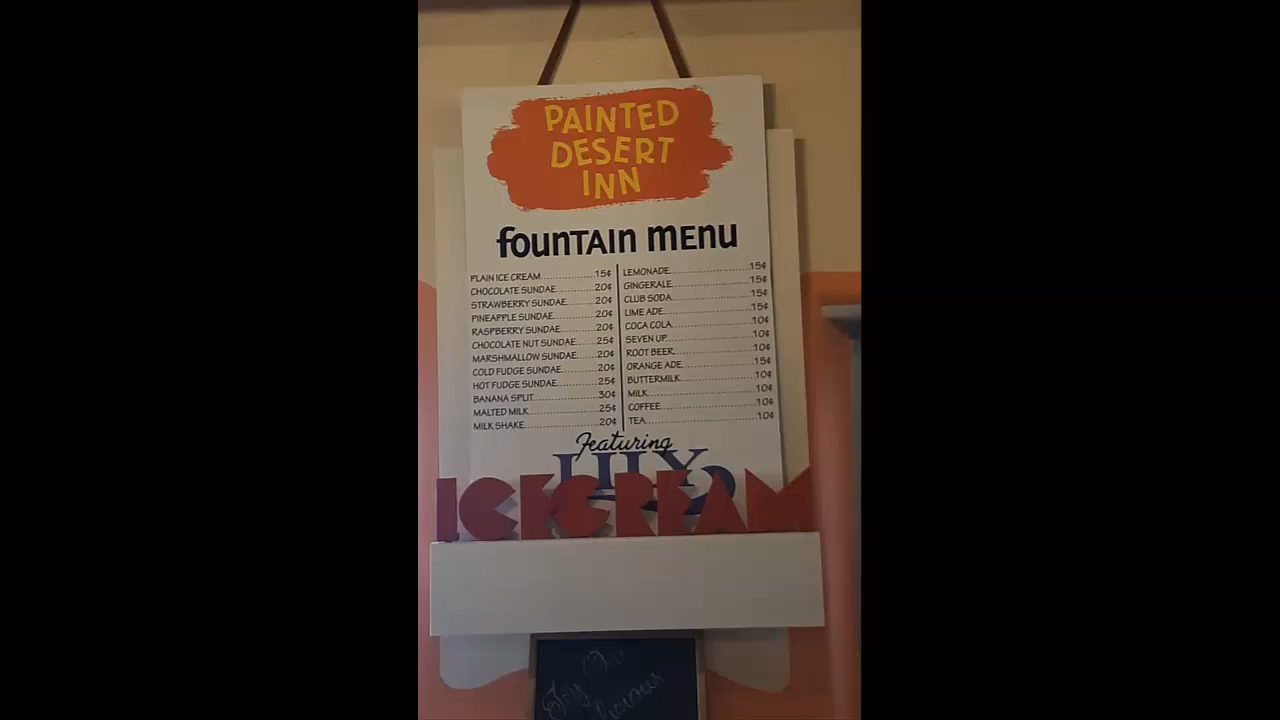 PAINTED
DESERT
INN
fountain menu
PLAIN ICE CREAM 15¢
CHOCOLATE SUNDAE 20¢
STRAWBERRY SUNDAE 20¢
PINEAPPLE SUNDAE 20¢
RASPBERRY SUNDAE 20¢
CHOCOLATE NUT SUNDAE 25¢
MARSHMALLOW SUNDAE 20¢
COLD FUDGE SUNDAE 20¢
HOT FUDGE SUNDAE 25¢
BANANA SPLIT 30¢
MALTED MILK 25¢
MILK SHAKE 20¢
LEMONADE 15¢
GINGERALE 15¢
CLUB SODA 15¢
LIME ADE 15¢
COCA COLA 10¢
SEVEN UP 10¢
ROOT BEER 10¢
ORANGE ADE 15¢
BUTTERMILK 10¢
MILK 10¢
COFFEE 10¢
TEA 10¢
Featuring
LILY
ICE CREAM
Try